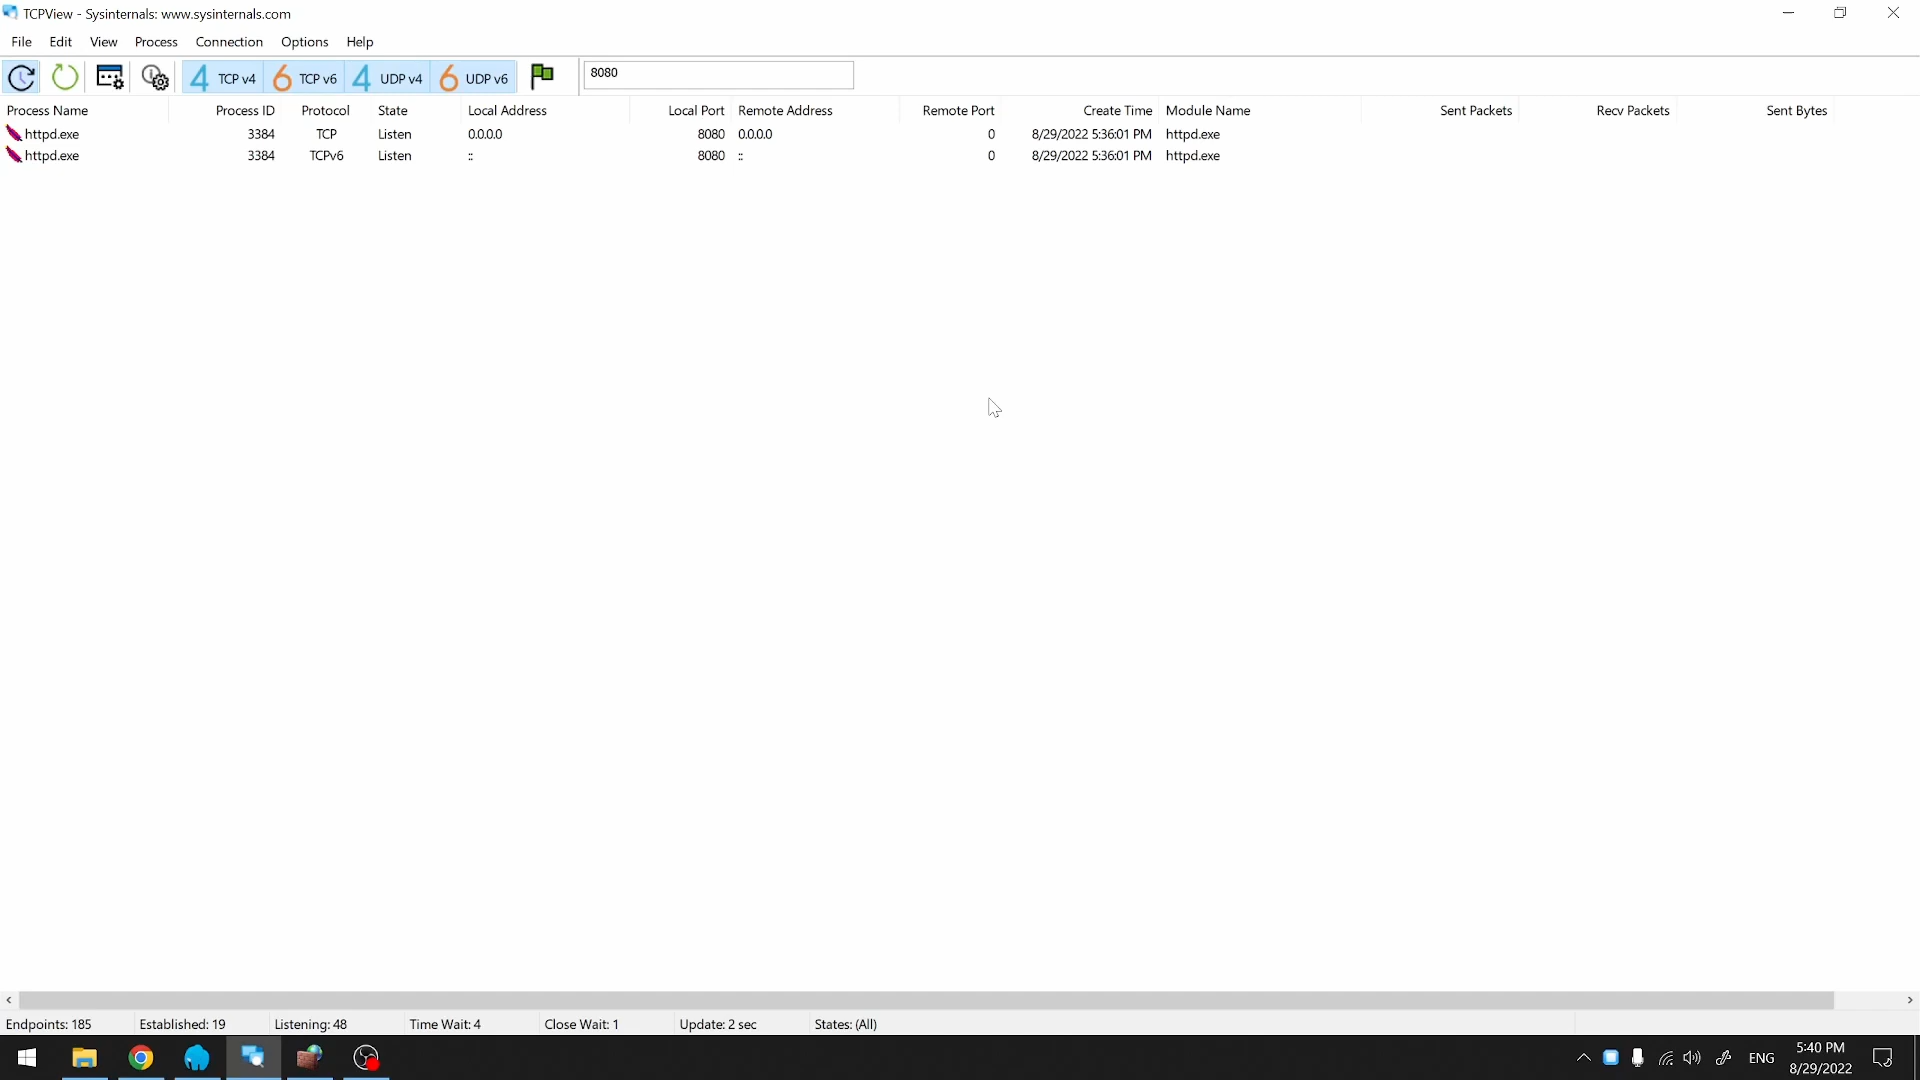 TCPView - Sysinternals: www.sysinternals.com
File Edit View Process Connection Options Help
4 TCP v4 6 TCP v6 4 UDP v4 6 UDP v6 8080
Process Name Process ID Protocol State Local Address Local Port Remote Address Remote Port Create Time Module Name Sent Packets Recv Packets Sent Bytes
httpd.exe 3384 TCP Listen 0.0.0.0 8080 0.0.0.0 0 8/29/2022 5:36:01 PM httpd.exe
httpd.exe 3384 TCPv6 Listen :: 8080 :: 0 8/29/2022 5:36:01 PM httpd.exe
Endpoints: 185 Established: 19 Listening: 48 Time Wait: 4 Close Wait: 1 Update: 2 sec States: (All)
ENG 5:40 PM
8/29/2022